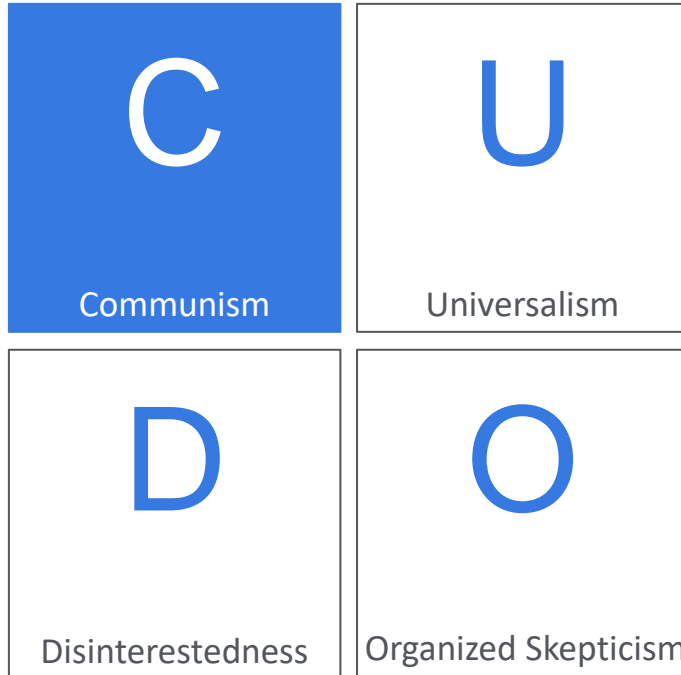 C
Communism
U
Universalism
D
Disinterestedness
O
Organized Skepticism